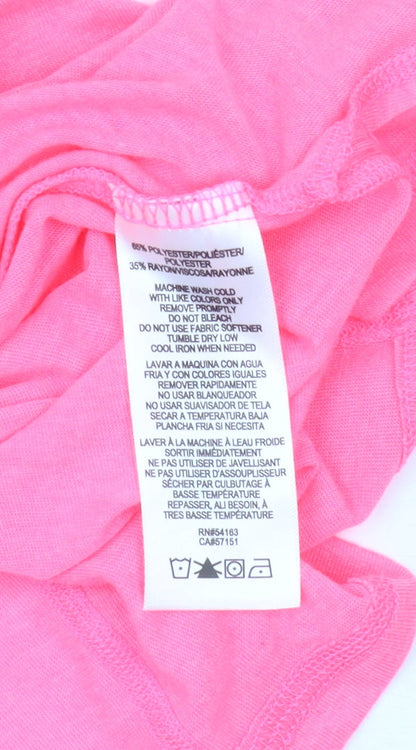 65% POLYESTER/POLIÉSTER/
POLYESTER
35% RAYON/VISCOSA/RAYONNE
MACHINE WASH COLD
WITH LIKE COLORS ONLY
REMOVE PROMPTLY
DO NOT BLEACH
DO NOT USE FABRIC SOFTENER
TUMBLE DRY LOW
COOL IRON WHEN NEEDED
LAVAR A MAQUINA CON AGUA
FRIA Y CON COLORES IGUALES
REMOVER RAPIDAMENTE
NO USAR BLANQUEADOR
NO USAR SUAVISADOR DE TELA
SECAR A TEMPERATURA BAJA
PLANCHA FRIA SI NECESITA
LAVER À LA MACHINE À LEAU FROIDE
SORTIR IMMÉDIATEMENT
NE PAS UTILISER DE JAVELLISANT
NE PAS UTILISER D'ASSOUPLISSEUR
SÉCHER PAR CULBUTAGE À
BASSE TEMPÉRATURE
REPASSER, ALI BESOIN, À
TRES BASSE TEMPÉRATURE
RN#54163
CA#57151